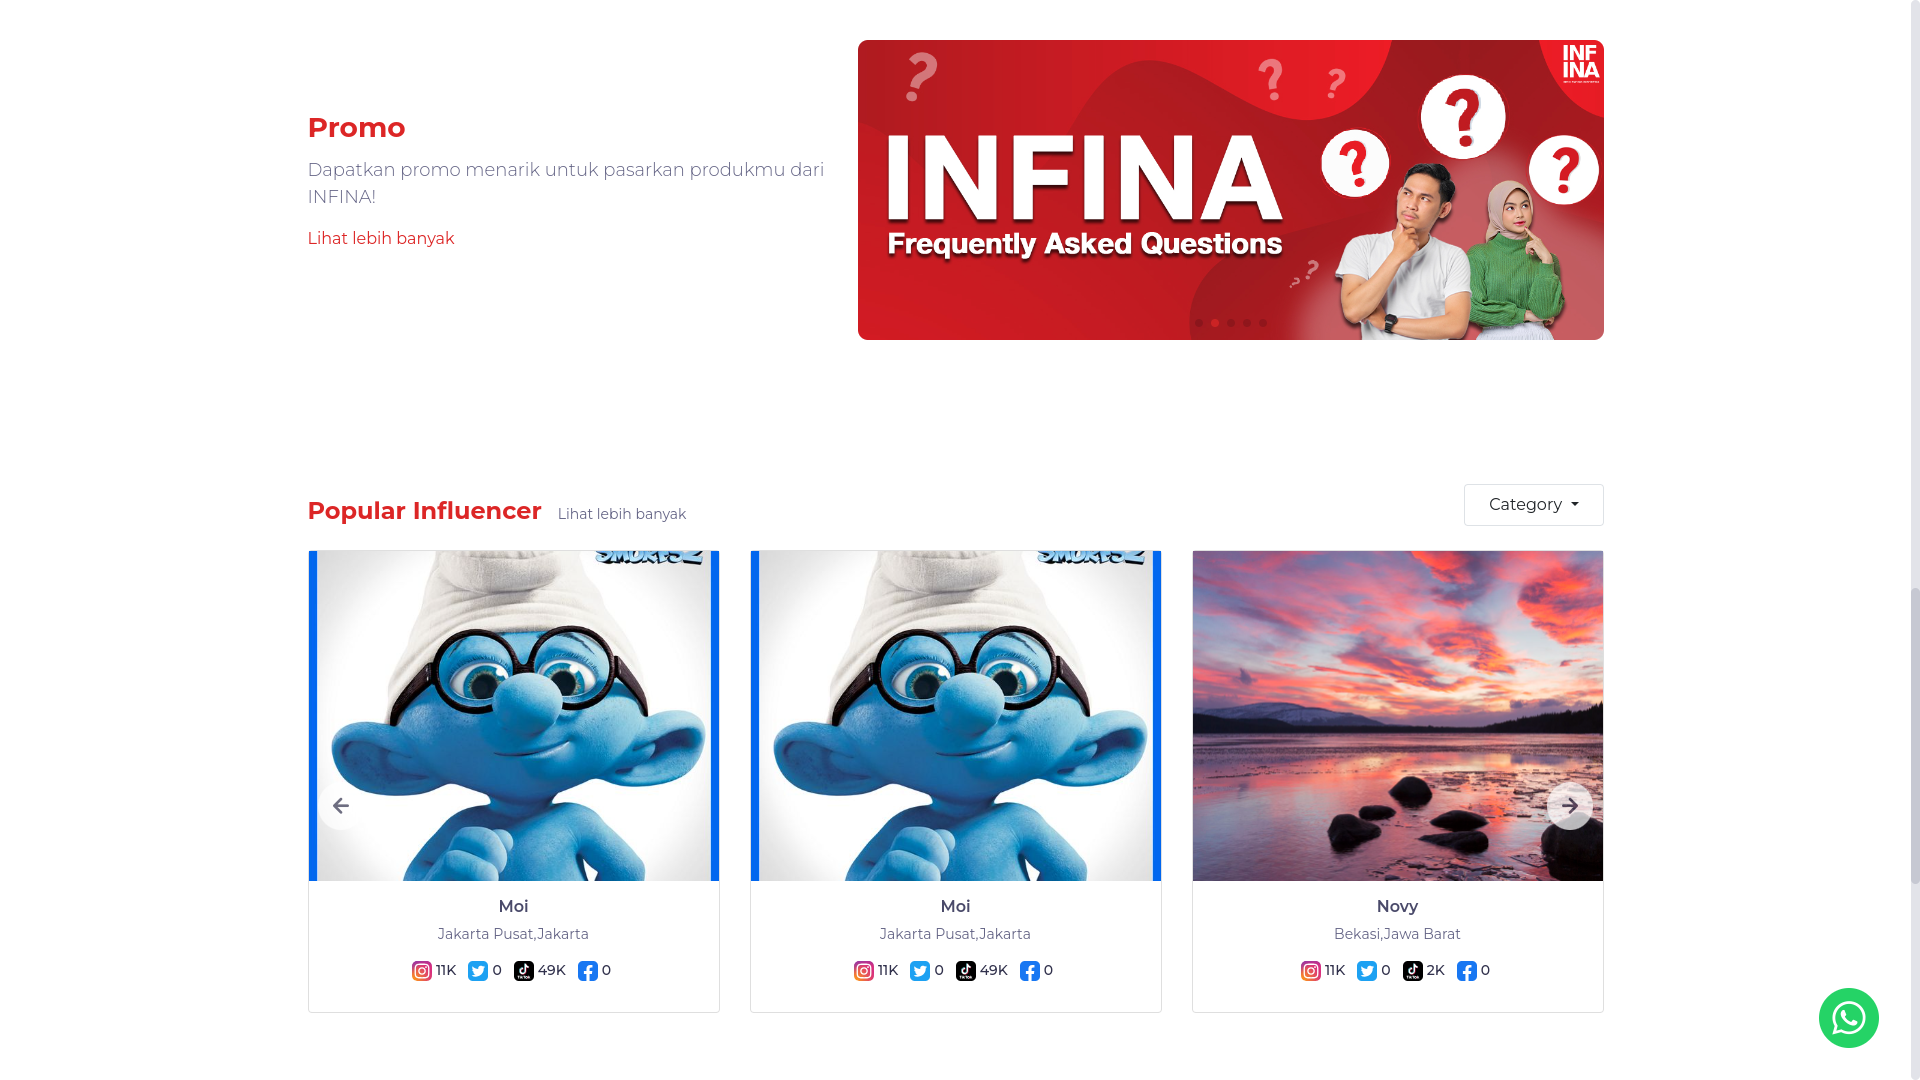 Promo
Dapatkan promo menarik untuk pasarkan produkmu dari
INFINA!
Lihat lebih banyak
INF
INA
INFINA
Frequently Asked Questions
Popular Influencer
Lihat lebih banyak
Category
Moi
Jakarta Pusat,Jakarta
11K 0 49K 0
Moi
Jakarta Pusat,Jakarta
11K 0 49K 0
Novy
Bekasi,Jawa Barat
11K 0 2K 0